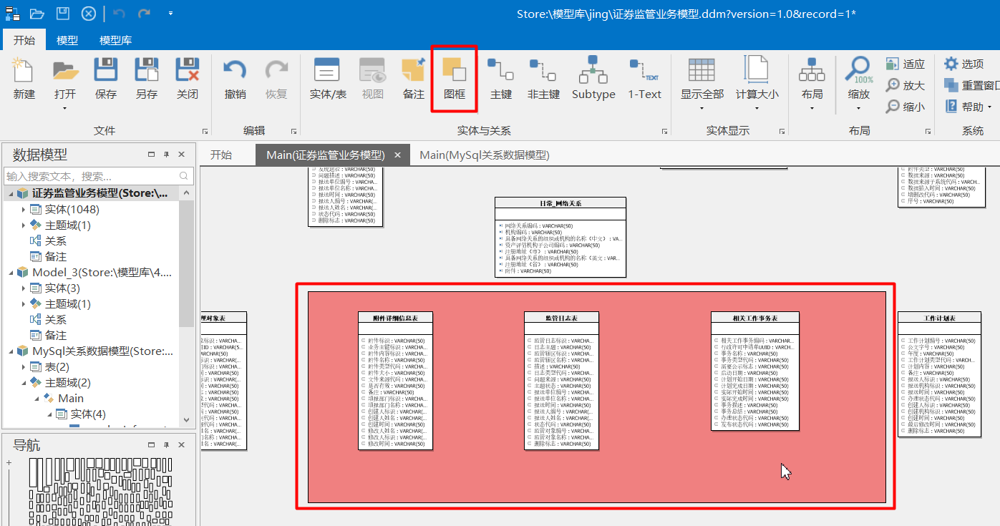 Store:\模型库\jing\证券监管业务模型.ddm?version=1.0&record=1*
开始 模型 模型库
新建 打开 保存 另存 关闭 撤销 恢复 实体/表 视图 备注 图框 主键 非主键 Subtype 1-Text 显示全部 计算大小 布局 缩放
TEXT 100%
适应
放大
缩小
选项
重置窗口
帮助
文件 编辑 实体与关系 实体显示 布局 系统
数据模型
输入搜索文本，搜索...
证券监管业务模型(Store:\...
实体(1048)
主题域(1)
关系
备注
Model_3(Store:\模型库\4....
实体(3)
主题域(1)
关系
备注
MySql关系数据模型(Store:...
表(2)
主题域(2)
Main
实体(4)
导航
开始 Main(证券监管业务模型) Main(MySql关系数据模型)
问题描述 : VARCHAR(50)
报送单位编号 : VARCHAR(...
报送单位名称 : VARCHAR(...
报送时间 : VARCHAR(50)
报送人编号 : VARCHAR(...
报送人姓名 : VARCHAR(...
状态代码 : VARCHAR(50)
删除标志 : VARCHAR(50)
日常_网络关系
网络关系编码 : VARCHAR(50)
机构编码 : VARCHAR(50)
具备网络关系的组织或机构的名称（中文） : VA...
资产评估机构子公司编码 : VARCHAR(50)
注册地址（市） : VARCHAR(50)
具备网络关系的组织或机构的名称（英文 : VAR...
注册地址（省） : VARCHAR(50)
附件 : VARCHAR(50)
附件类型 : VARCHAR(50)
数据来源 : VARCHAR(50)
数据来源子系统代码 : VARCH...
数据插入时间 : VARCHAR(50)
增删改代码 : VARCHAR(50)
序号 : VARCHAR(50)
附件详细信息表
附件标识 : VARCHAR(50)
业务主键标识 : VARCHAR(...
附件内容标识 : VARCHAR(...
附件名称 : VARCHAR(50)
附件类型代码 : VARCHAR(...
附件大小 : VARCHAR(50)
文件来源代码 : VARCHAR(...
是否有效 : VARCHAR(50)
备注 : VARCHAR(50)
填报部门标识 : VARCHAR(...
填报部门名称 : VARCHAR(...
创建人标识 : VARCHAR(...
创建人姓名 : VARCHAR(...
创建时间 : VARCHAR(50)
修改人姓名 : VARCHAR(...
修改人标识 : VARCHAR(...
修改时间 : VARCHAR(50)
监管日志表
监管日志标识 : VARCHAR(...
日志主题 : VARCHAR(50)
监管辖区标识 : VARCHAR(...
监管辖区名称 : VARCHAR(...
描述 : VARCHAR(50)
日志类型代码 : VARCHAR(...
问题来源 : VARCHAR(50)
主题状态 : VARCHAR(50)
报送单位编号 : VARCHAR(...
报送单位名称 : VARCHAR(...
报送时间 : VARCHAR(50)
报送人编号 : VARCHAR(...
报送人姓名 : VARCHAR(...
状态代码 : VARCHAR(50)
监管对象编号 : VARCHAR(...
监管对象名称 : VARCHAR(...
删除标志 : VARCHAR(50)
相关工作事务表
相关工作事务编码 : VARCHAR...
行政许可申请单UUID : VARCH...
事务名称 : VARCHAR(50)
事务类型代码 : VARCHAR(50)
需要公示标志 : VARCHAR(50)
启动日期 : VARCHAR(50)
计划开始日期 : VARCHAR(50)
计划完成日期 : VARCHAR(50)
实际开始时间 : VARCHAR(50)
实际完成时间 : VARCHAR(50)
事务描述 : VARCHAR(50)
事务总结 : VARCHAR(50)
办理状态代码 : VARCHAR(50)
发布状态代码 : VARCHAR(50)
工作计划表
工作计划编号 : VARCHAR(50)
公文字号 : VARCHAR(50)
年度 : VARCHAR(50)
工作计划类型代码 : VARCH...
计划内容 : VARCHAR(50)
备注 : VARCHAR(50)
报送人标识 : VARCHAR(50)
报送机构标识 : VARCHAR(50)
报送时间 : VARCHAR(50)
办理状态代码 : VARCHAR(50)
创建人标识 : VARCHAR(50)
创建机构标识 : VARCHAR(50)
创建时间 : VARCHAR(50)
最后修改时间 : VARCHAR(50)
删除标志 : VARCHAR(50)